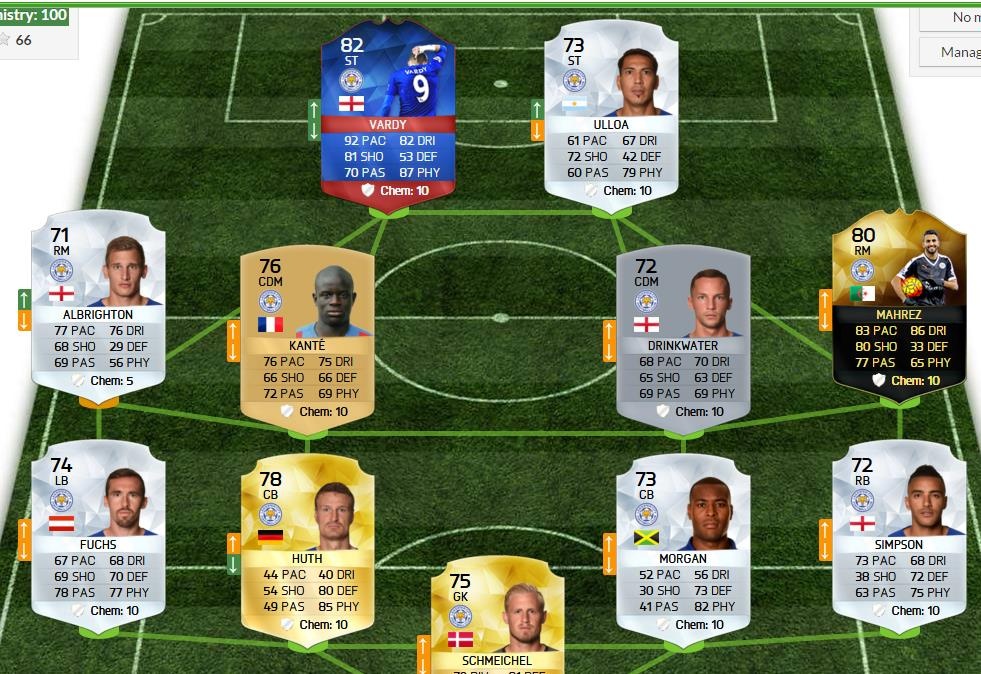 istry: 100
66
No m
Manag
82
ST
VARDY
9
VARDY
92 PAC 82 DRI
81 SHO 53 DEF
70 PAS 87 PHY
Chem: 10
73
ST
ULLOA
61 PAC 67 DRI
72 SHO 42 DEF
60 PAS 79 PHY
Chem: 10
71
RM
ALBRIGHTON
77 PAC 76 DRI
68 SHO 29 DEF
69 PAS 56 PHY
Chem: 5
76
CDM
KANTÉ
76 PAC 75 DRI
66 SHO 66 DEF
72 PAS 69 PHY
Chem: 10
72
CDM
DRINKWATER
68 PAC 70 DRI
65 SHO 63 DEF
69 PAS 69 PHY
Chem: 10
80
RM
MAHREZ
83 PAC 86 DRI
80 SHO 33 DEF
77 PAS 65 PHY
Chem: 10
74
LB
FUCHS
67 PAC 68 DRI
69 SHO 70 DEF
78 PAS 77 PHY
Chem: 10
78
CB
HUTH
44 PAC 40 DRI
54 SHO 80 DEF
49 PAS 85 PHY
Chem: 10
75
GK
SCHMEICHEL
73
CB
MORGAN
52 PAC 56 DRI
30 SHO 73 DEF
41 PAS 82 PHY
Chem: 10
72
RB
SIMPSON
73 PAC 68 DRI
38 SHO 72 DEF
63 PAS 75 PHY
Chem: 10